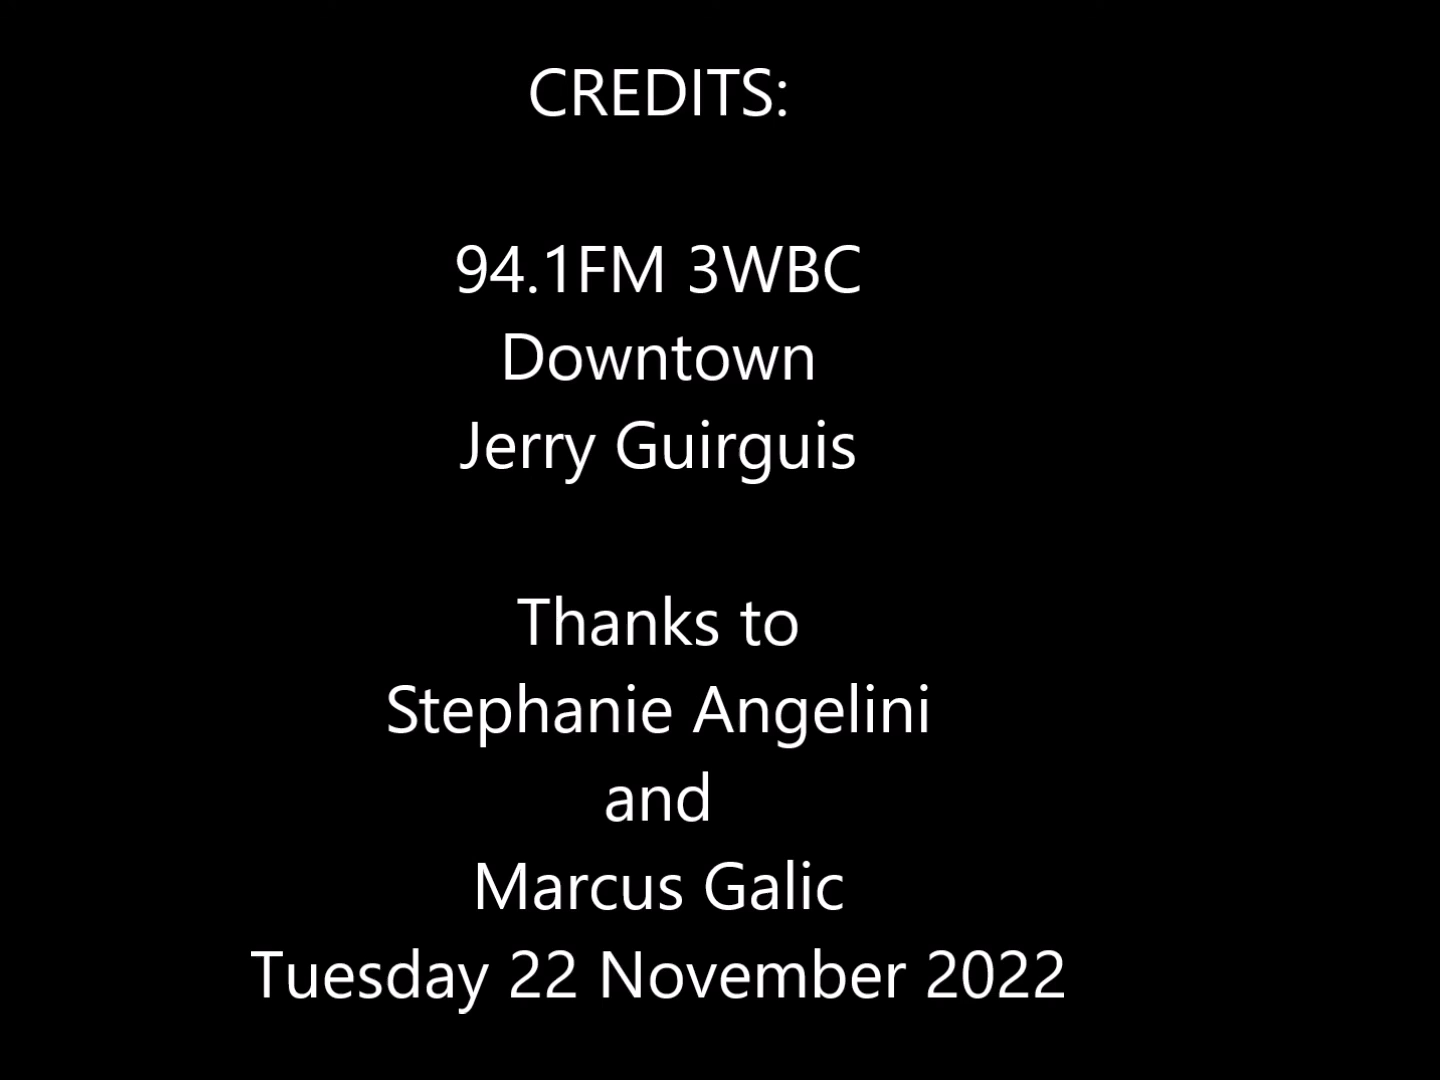 CREDITS:
94.1FM 3WBC
Downtown
Jerry Guirguis
Thanks to
Stephanie Angelini
and
Marcus Galic
Tuesday 22 November 2022